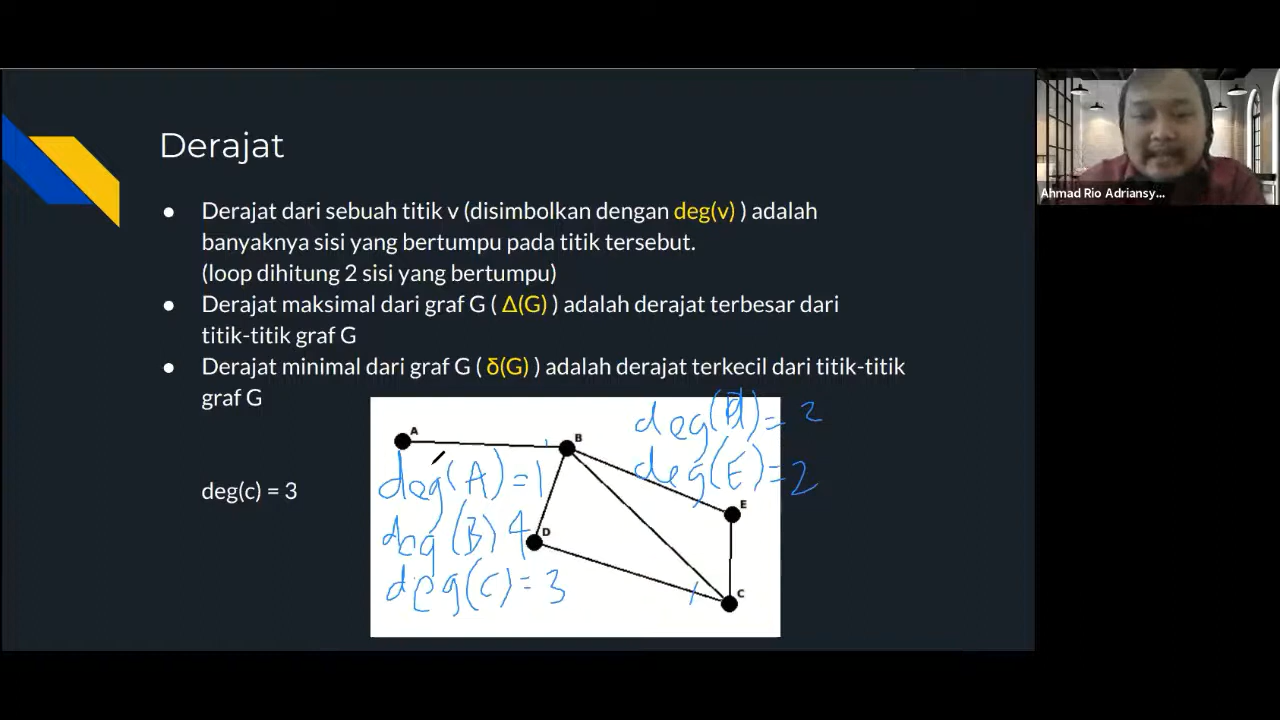 Derajat
● Derajat dari sebuah titik v (disimbolkan dengan deg(v) ) adalah
banyaknya sisi yang bertumpu pada titik tersebut.
(loop dihitung 2 sisi yang bertumpu)
● Derajat maksimal dari graf G ( Δ(G) ) adalah derajat terbesar dari
titik-titik graf G
● Derajat minimal dari graf G ( δ(G) ) adalah derajat terkecil dari titik-titik
graf G
deg(c) = 3
A
B
D
E
C
deg(A)=1
deg(B) 4
deg(C)=3
deg(D)=2
deg(E)=2
Ahmad Rio Adriansy...